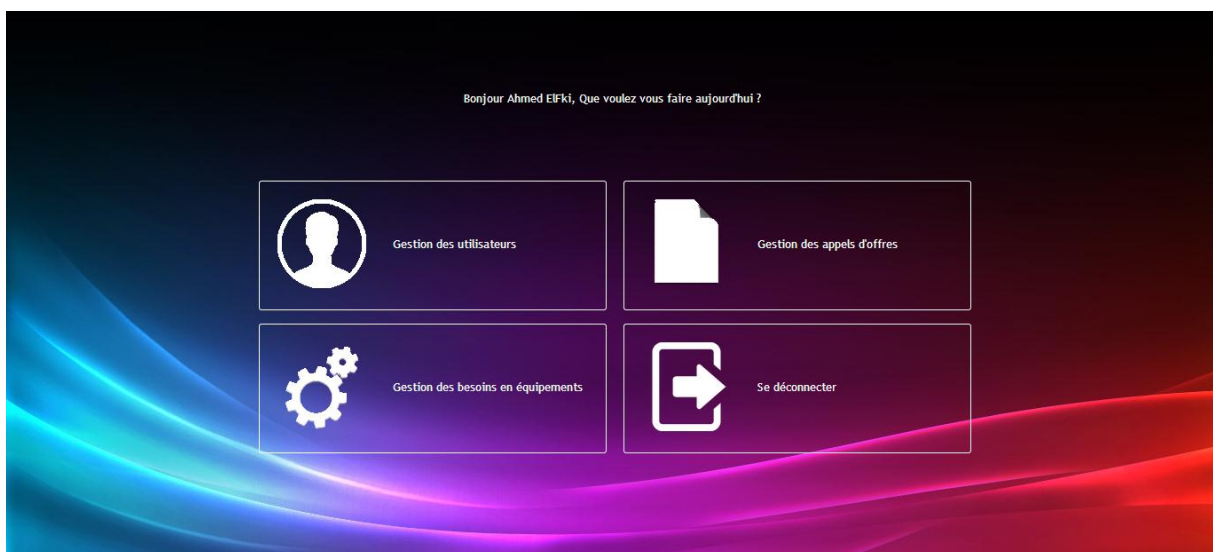 Bonjour Ahmed ElFki, Que voulez vous faire aujourd'hui ?
Gestion des utilisateurs
Gestion des appels d'offres
Gestion des besoins en équipements
Se déconnecter